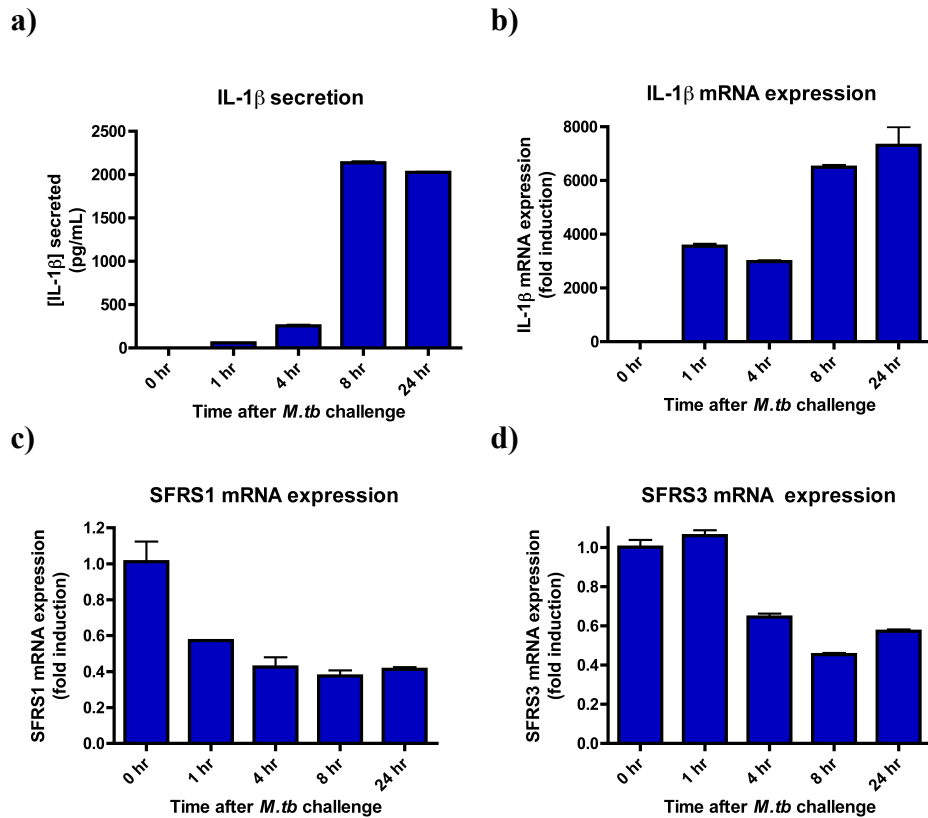 a)
IL-1β secretion
[IL-1β] secreted
(pg/mL)
2500
2000
1500
1000
500
0
0 hr
1 hr
4 hr
8 hr
24 hr
Time after M.tb challenge
b)
IL-1β mRNA expression
IL-1β mRNA expression
(fold induction)
8000
6000
4000
2000
0
0 hr
1 hr
4 hr
8 hr
24 hr
Time after M.tb challenge
c)
SFRS1 mRNA expression
SFRS1 mRNA expression
(fold induction)
1.2
1.0
0.8
0.6
0.4
0.2
0.0
0 hr
1 hr
4 hr
8 hr
24 hr
Time after M.tb challenge
d)
SFRS3 mRNA expression
SFRS3 mRNA expression
(fold induction)
1.0
0.8
0.6
0.4
0.2
0.0
0 hr
1 hr
4 hr
8 hr
24 hr
Time after M.tb challenge